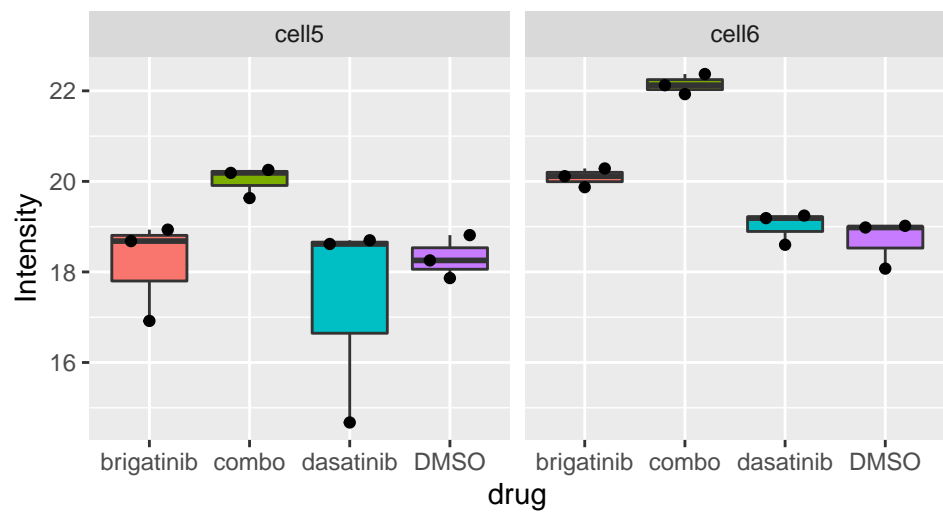 cell5 cell6
Intensity
22
20
18
16
brigatinib combo dasatinib DMSO brigatinib combo dasatinib DMSO
drug